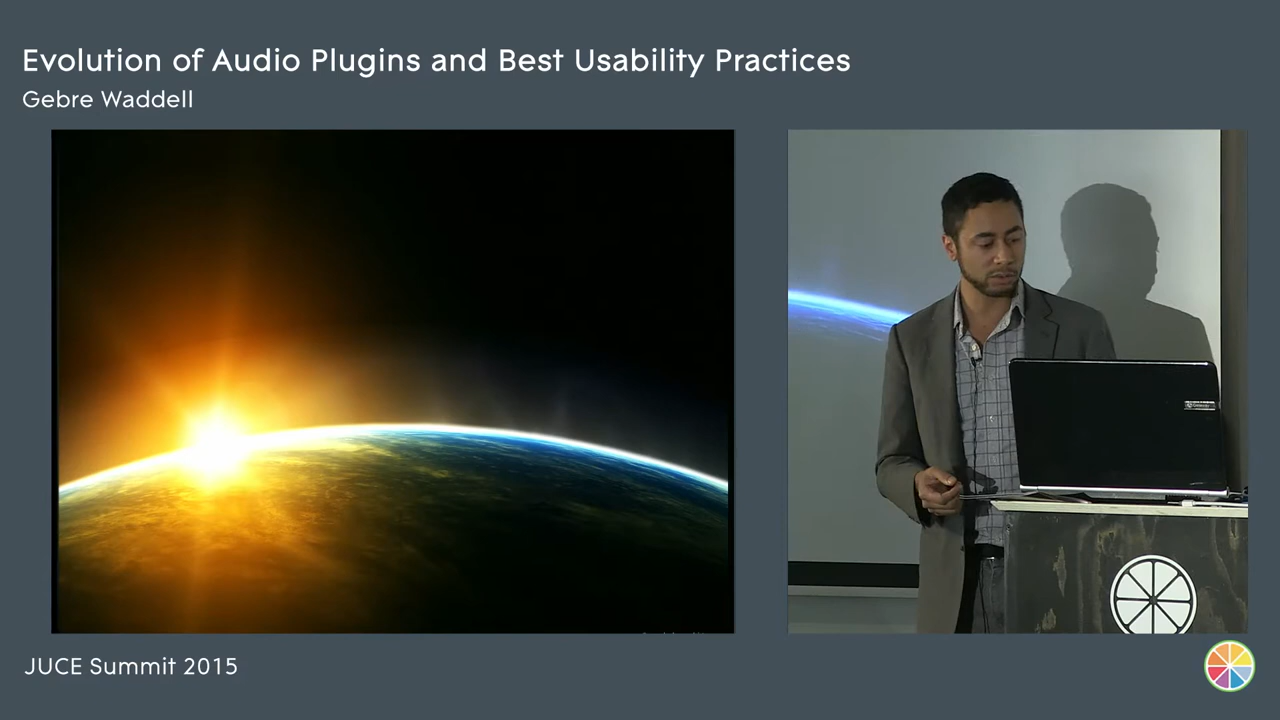 Evolution of Audio Plugins and Best Usability Practices
Gebre Waddell
JUCE Summit 2015